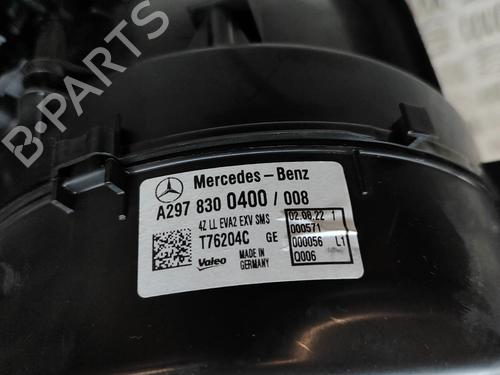 B-PARTS
Mercedes-Benz
A297 830 0400 / 008
4Z LL EVA2 EXV SMS
T76204C GE
Valeo MADE IN GERMANY
02.08.22 1
000571
000056 L1
Q006